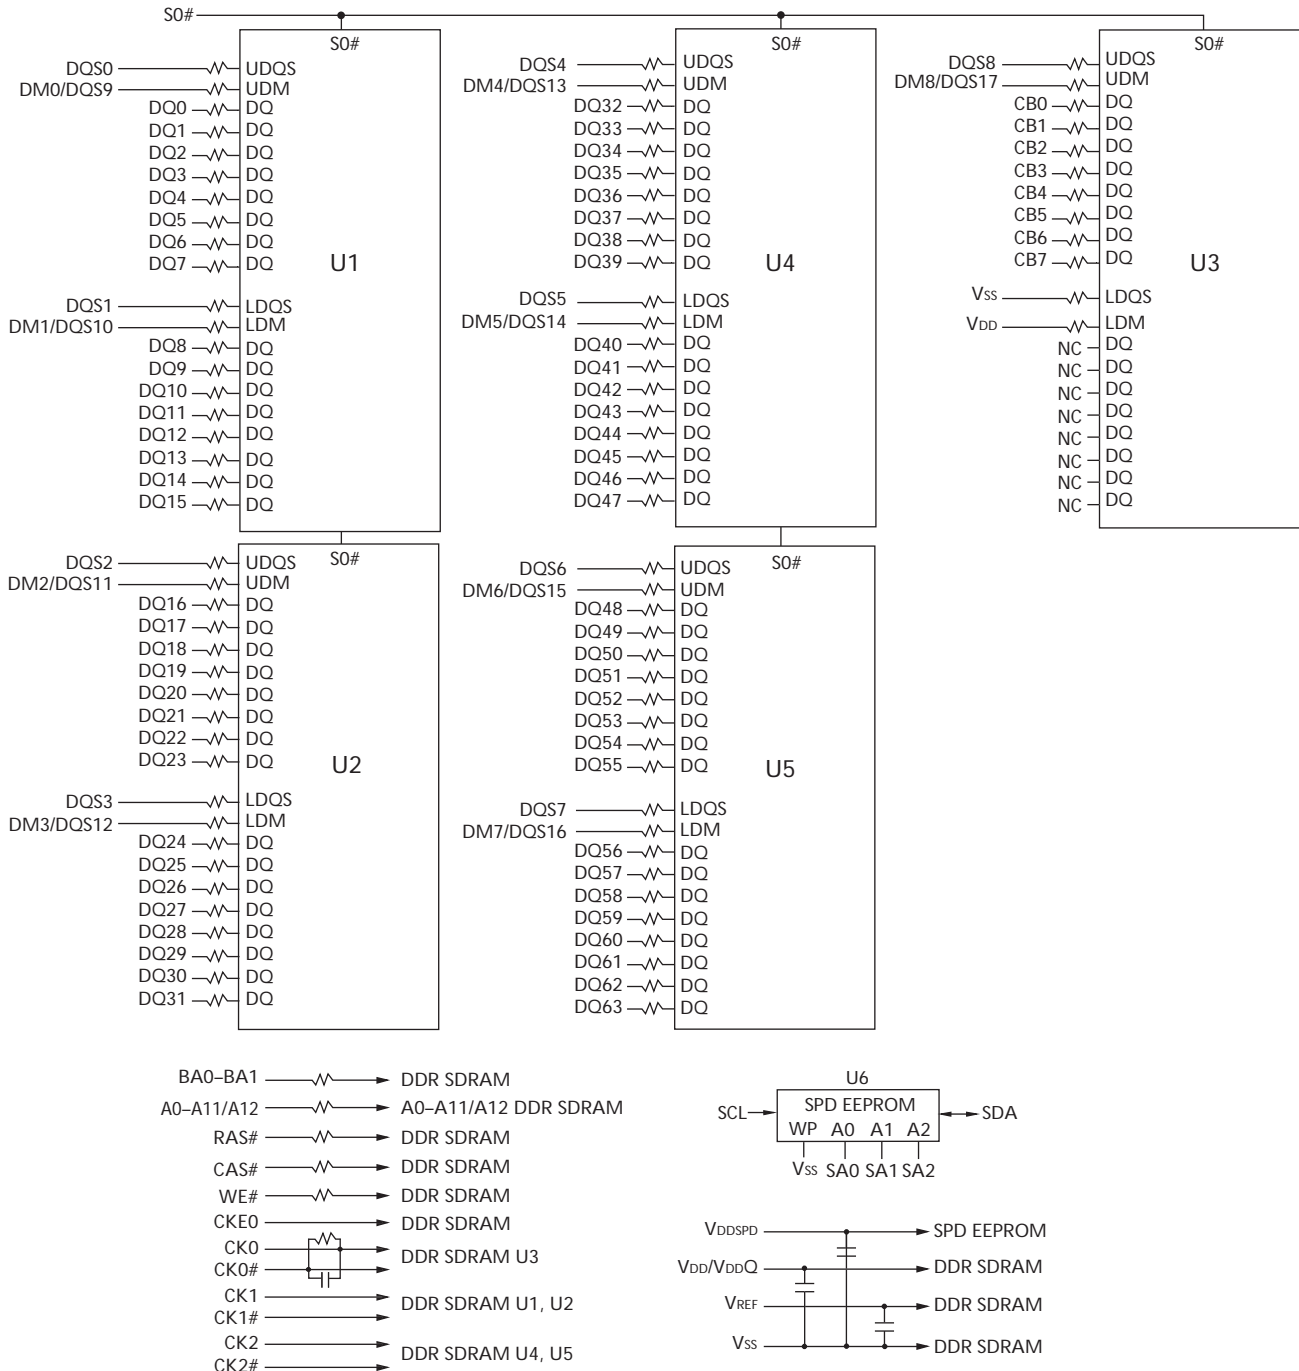 S0#
S0#
DQS0 UDQS
DM0/DQS9 UDM
DQ0 DQ
DQ1 DQ
DQ2 DQ
DQ3 DQ
DQ4 DQ
DQ5 DQ
DQ6 DQ
DQ7 DQ
U1
DQS1 LDQS
DM1/DQS10 LDM
DQ8 DQ
DQ9 DQ
DQ10 DQ
DQ11 DQ
DQ12 DQ
DQ13 DQ
DQ14 DQ
DQ15 DQ
S0#
DQS2 UDQS
DM2/DQS11 UDM
DQ16 DQ
DQ17 DQ
DQ18 DQ
DQ19 DQ
DQ20 DQ
DQ21 DQ
DQ22 DQ
DQ23 DQ
U2
DQS3 LDQS
DM3/DQS12 LDM
DQ24 DQ
DQ25 DQ
DQ26 DQ
DQ27 DQ
DQ28 DQ
DQ29 DQ
DQ30 DQ
DQ31 DQ
S0#
DQS4 UDQS
DM4/DQS13 UDM
DQ32 DQ
DQ33 DQ
DQ34 DQ
DQ35 DQ
DQ36 DQ
DQ37 DQ
DQ38 DQ
DQ39 DQ
U4
DQS5 LDQS
DM5/DQS14 LDM
DQ40 DQ
DQ41 DQ
DQ42 DQ
DQ43 DQ
DQ44 DQ
DQ45 DQ
DQ46 DQ
DQ47 DQ
S0#
DQS6 UDQS
DM6/DQS15 UDM
DQ48 DQ
DQ49 DQ
DQ50 DQ
DQ51 DQ
DQ52 DQ
DQ53 DQ
DQ54 DQ
DQ55 DQ
U5
DQS7 LDQS
DM7/DQS16 LDM
DQ56 DQ
DQ57 DQ
DQ58 DQ
DQ59 DQ
DQ60 DQ
DQ61 DQ
DQ62 DQ
DQ63 DQ
S0#
DQS8 UDQS
DM8/DQS17 UDM
CB0 DQ
CB1 DQ
CB2 DQ
CB3 DQ
CB4 DQ
CB5 DQ
CB6 DQ
CB7 DQ
U3
VSS LDQS
VDD LDM
NC DQ
NC DQ
NC DQ
NC DQ
NC DQ
NC DQ
NC DQ
NC DQ
BA0–BA1 DDR SDRAM
A0–A11/A12 A0–A11/A12 DDR SDRAM
RAS# DDR SDRAM
CAS# DDR SDRAM
WE# DDR SDRAM
CKE0 DDR SDRAM
CK0
DDR SDRAM U3
CK0#
CK1
DDR SDRAM U1, U2
CK1#
CK2
DDR SDRAM U4, U5
CK2#
U6
SPD EEPROM
SCL SDA
WP A0 A1 A2
VSS SA0 SA1 SA2
VDDSPD SPD EEPROM
VDD/VDDQ DDR SDRAM
VREF DDR SDRAM
VSS DDR SDRAM